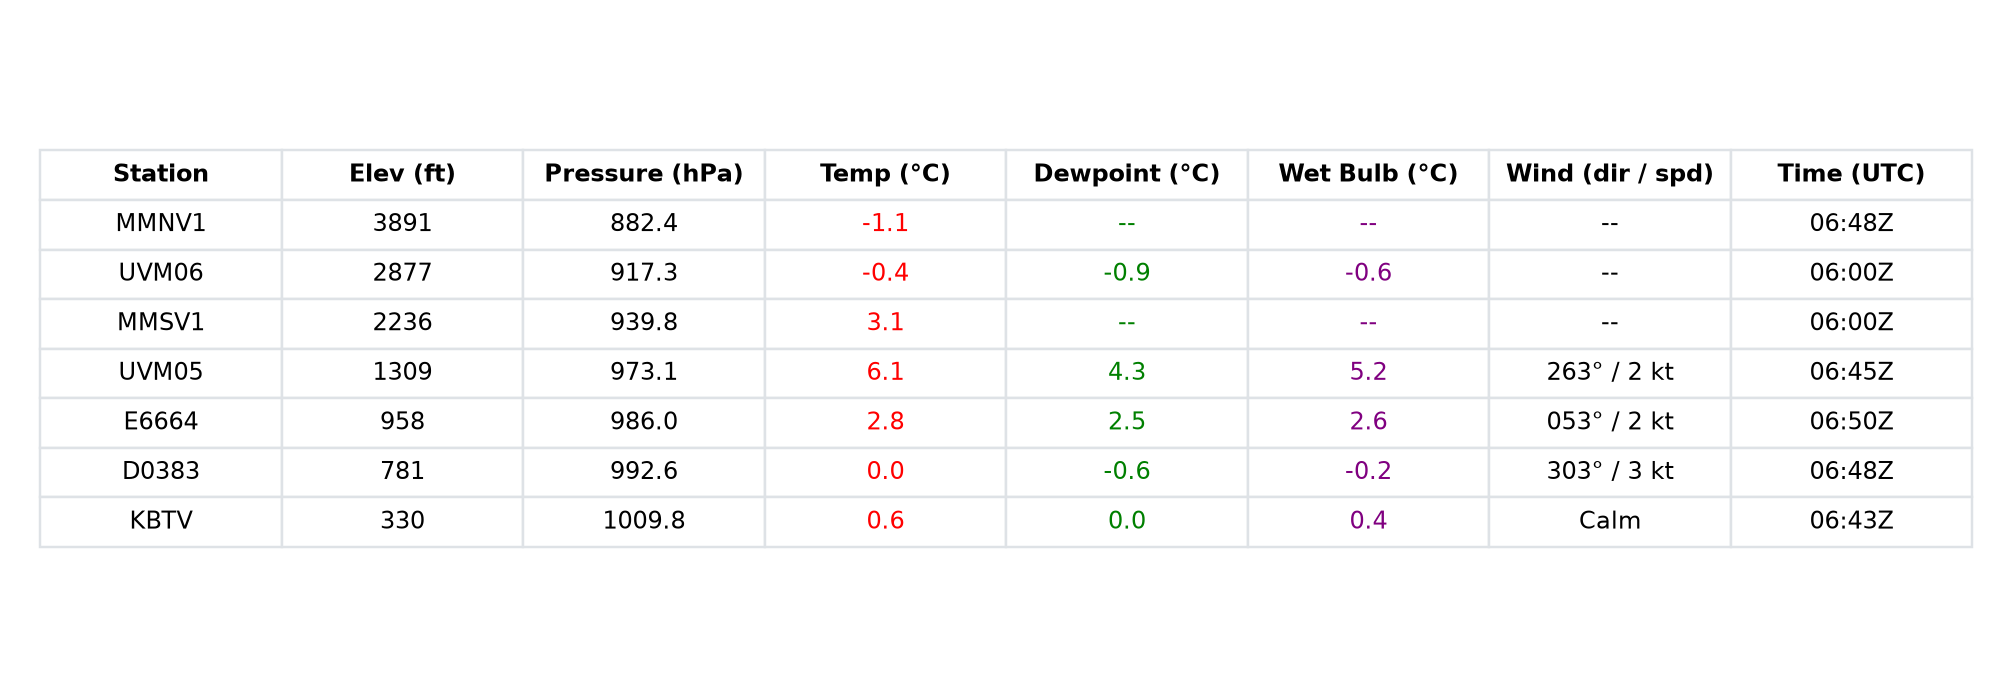 Station Elev (ft) Pressure (hPa) Temp (°C) Dewpoint (°C) Wet Bulb (°C) Wind (dir / spd) Time (UTC)
MMNV1 3891 882.4 -1.1 -- -- -- 06:48Z
UVM06 2877 917.3 -0.4 -0.9 -0.6 -- 06:00Z
MMSV1 2236 939.8 3.1 -- -- -- 06:00Z
UVM05 1309 973.1 6.1 4.3 5.2 263° / 2 kt 06:45Z
E6664 958 986.0 2.8 2.5 2.6 053° / 2 kt 06:50Z
D0383 781 992.6 0.0 -0.6 -0.2 303° / 3 kt 06:48Z
KBTV 330 1009.8 0.6 0.0 0.4 Calm 06:43Z